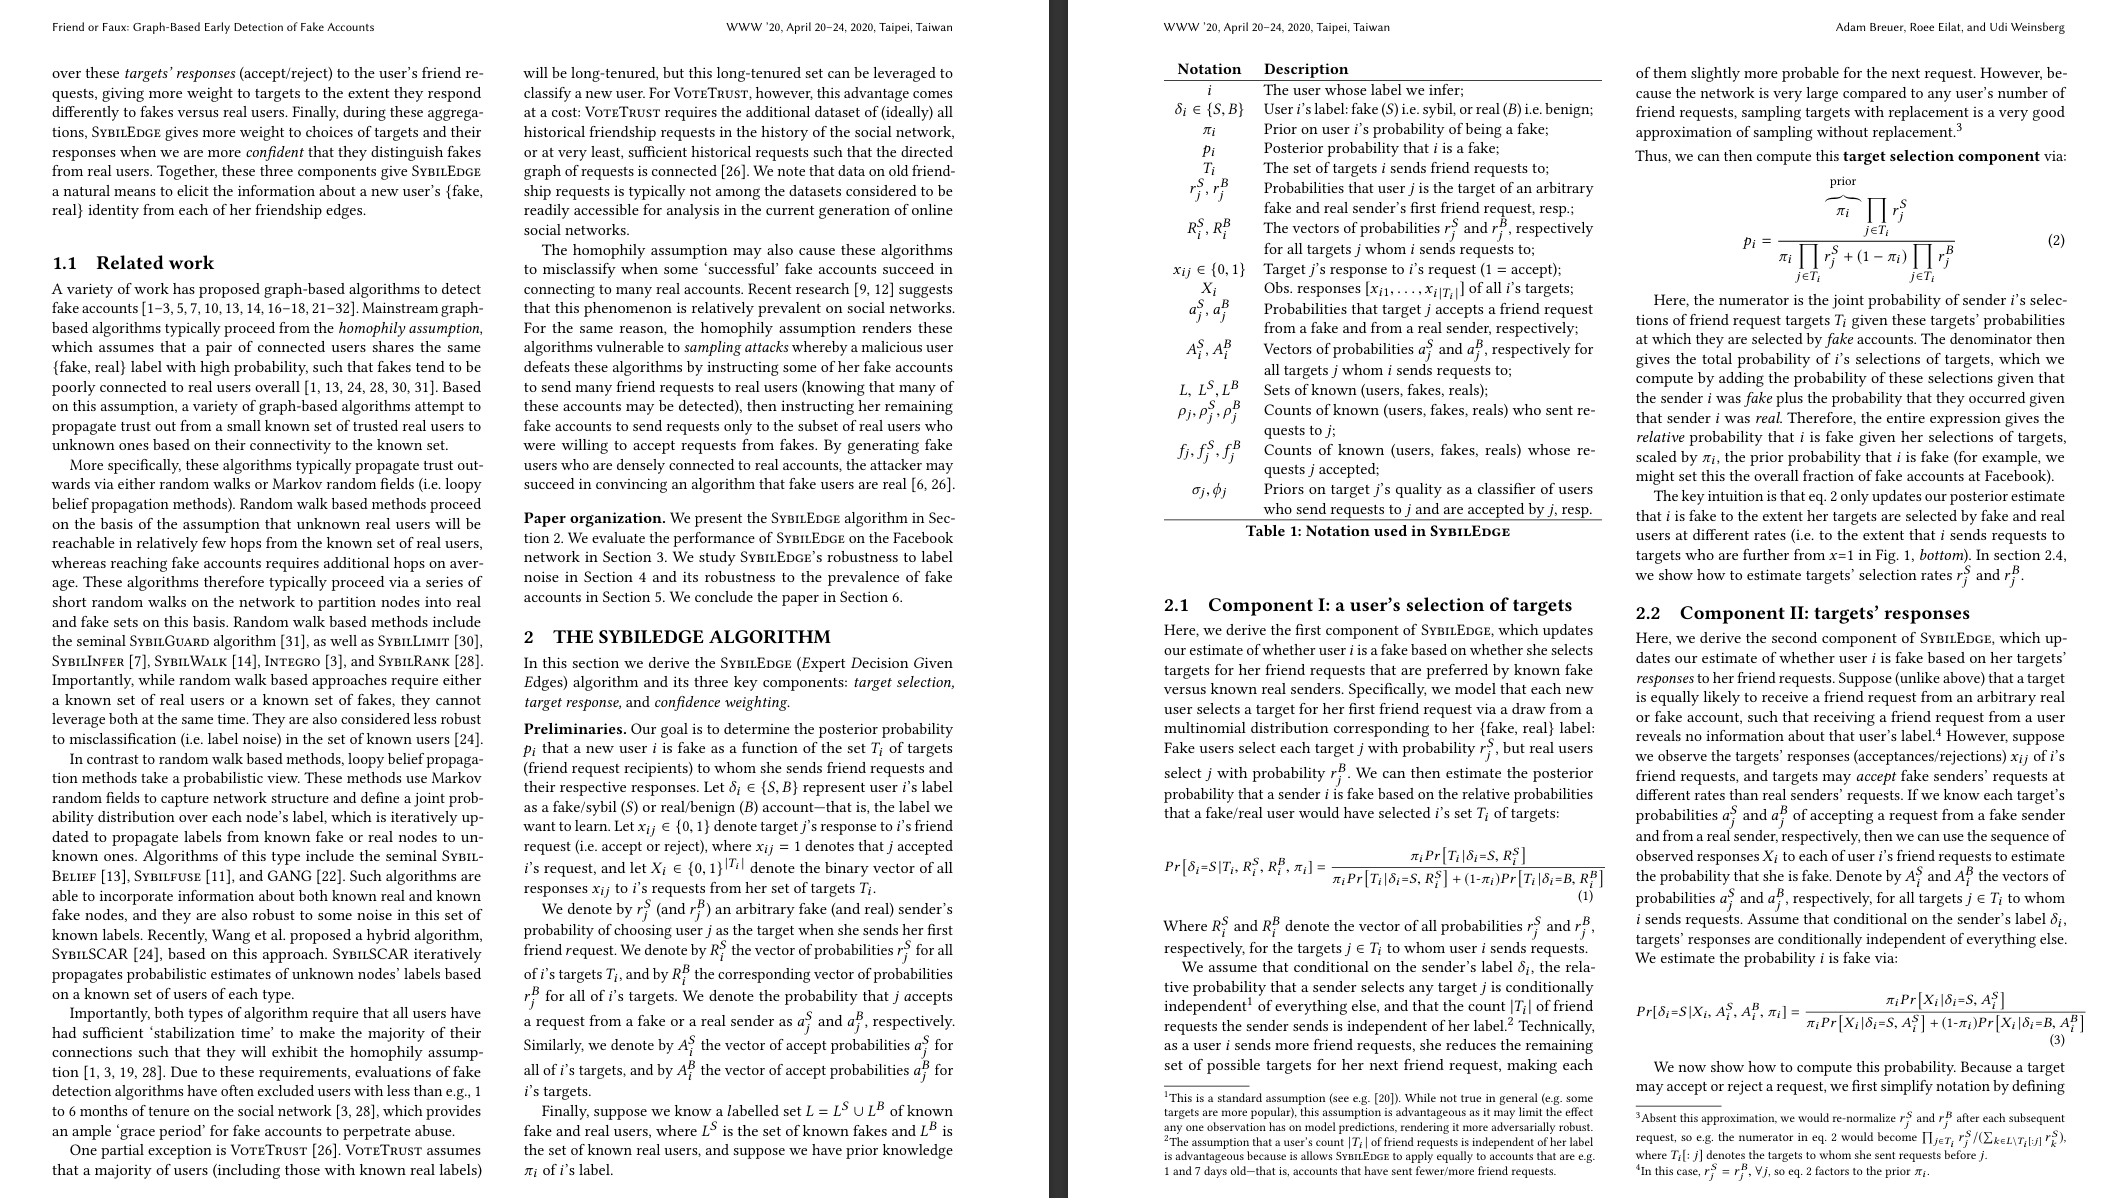 Friend or Faux: Graph-Based Early Detection of Fake Accounts
WWW ’20, April 20–24, 2020, Taipei, Taiwan
over these targets’ responses (accept/reject) to the user’s friend re-
quests, giving more weight to targets to the extent they respond
differently to fakes versus real users. Finally, during these aggrega-
tions, SybilEdge gives more weight to choices of targets and their
responses when we are more confident that they distinguish fakes
from real users. Together, these three components give SybilEdge
a natural means to elicit the information about a new user’s {fake,
real} identity from each of her friendship edges.
1.1 Related work
A variety of work has proposed graph-based algorithms to detect
fake accounts [1–3, 5, 7, 10, 13, 14, 16–18, 21–32]. Mainstream graph-
based algorithms typically proceed from the homophily assumption,
which assumes that a pair of connected users shares the same
{fake, real} label with high probability, such that fakes tend to be
poorly connected to real users overall [1, 13, 24, 28, 30, 31]. Based
on this assumption, a variety of graph-based algorithms attempt to
propagate trust out from a small known set of trusted real users to
unknown ones based on their connectivity to the known set.
More specifically, these algorithms typically propagate trust out-
wards via either random walks or Markov random fields (i.e. loopy
belief propagation methods). Random walk based methods proceed
on the basis of the assumption that unknown real users will be
reachable in relatively few hops from the known set of real users,
whereas reaching fake accounts requires additional hops on aver-
age. These algorithms therefore typically proceed via a series of
short random walks on the network to partition nodes into real
and fake sets on this basis. Random walk based methods include
the seminal SybilGuard algorithm [31], as well as SybilLimit [30],
SybilInfer [7], SybilWalk [14], Integro [3], and SybilRank [28].
Importantly, while random walk based approaches require either
a known set of real users or a known set of fakes, they cannot
leverage both at the same time. They are also considered less robust
to misclassification (i.e. label noise) in the set of known users [24].
In contrast to random walk based methods, loopy belief propaga-
tion methods take a probabilistic view. These methods use Markov
random fields to capture network structure and define a joint prob-
ability distribution over each node’s label, which is iteratively up-
dated to propagate labels from known fake or real nodes to un-
known ones. Algorithms of this type include the seminal Sybil-
Belief [13], Sybilfuse [11], and GANG [22]. Such algorithms are
able to incorporate information about both known real and known
fake nodes, and they are also robust to some noise in this set of
known labels. Recently, Wang et al. proposed a hybrid algorithm,
SybilSCAR [24], based on this approach. SybilSCAR iteratively
propagates probabilistic estimates of unknown nodes’ labels based
on a known set of users of each type.
Importantly, both types of algorithm require that all users have
had sufficient ‘stabilization time’ to make the majority of their
connections such that they will exhibit the homophily assump-
tion [1, 3, 19, 28]. Due to these requirements, evaluations of fake
detection algorithms have often excluded users with less than e.g., 1
to 6 months of tenure on the social network [3, 28], which provides
an ample ‘grace period’ for fake accounts to perpetrate abuse.
One partial exception is VoteTrust [26]. VoteTrust assumes
that a majority of users (including those with known real labels)
will be long-tenured, but this long-tenured set can be leveraged to
classify a new user. For VoteTrust, however, this advantage comes
at a cost: VoteTrust requires the additional dataset of (ideally) all
historical friendship requests in the history of the social network,
or at very least, sufficient historical requests such that the directed
graph of requests is connected [26]. We note that data on old friend-
ship requests is typically not among the datasets considered to be
readily accessible for analysis in the current generation of online
social networks.
The homophily assumption may also cause these algorithms
to misclassify when some ‘successful’ fake accounts succeed in
connecting to many real accounts. Recent research [9, 12] suggests
that this phenomenon is relatively prevalent on social networks.
For the same reason, the homophily assumption renders these
algorithms vulnerable to sampling attacks whereby a malicious user
defeats these algorithms by instructing some of her fake accounts
to send many friend requests to real users (knowing that many of
these accounts may be detected), then instructing her remaining
fake accounts to send requests only to the subset of real users who
were willing to accept requests from fakes. By generating fake
users who are densely connected to real accounts, the attacker may
succeed in convincing an algorithm that fake users are real [6, 26].
Paper organization. We present the SybilEdge algorithm in Sec-
tion 2. We evaluate the performance of SybilEdge on the Facebook
network in Section 3. We study SybilEdge’s robustness to label
noise in Section 4 and its robustness to the prevalence of fake
accounts in Section 5. We conclude the paper in Section 6.
2 THE SYBILEDGE ALGORITHM
In this section we derive the SybilEdge (Expert Decision Given
Edges) algorithm and its three key components: target selection,
target response, and confidence weighting.
Preliminaries. Our goal is to determine the posterior probability
p_i that a new user i is fake as a function of the set T_i of targets
(friend request recipients) to whom she sends friend requests and
their respective responses. Let δ_i ∈ {S, B} represent user i’s label
as a fake/sybil (S) or real/benign (B) account—that is, the label we
want to learn. Let x_ij ∈ {0, 1} denote target j’s response to i’s friend
request (i.e. accept or reject), where x_ij = 1 denotes that j accepted
i’s request, and let X_i ∈ {0, 1}^|T_i| denote the binary vector of all
responses x_ij to i’s requests from her set of targets T_i.
We denote by r_j^S (and r_j^B) an arbitrary fake (and real) sender’s
probability of choosing user j as the target when she sends her first
friend request. We denote by R_i^S the vector of probabilities r_j^S for all
of i’s targets T_i, and by R_i^B the corresponding vector of probabilities
r_j^B for all of i’s targets. We denote the probability that j accepts
a request from a fake or a real sender as a_j^S and a_j^B, respectively.
Similarly, we denote by A_i^S the vector of accept probabilities a_j^S for
all of i’s targets, and by A_i^B the vector of accept probabilities a_j^B for
i’s targets.
Finally, suppose we know a labelled set L = L^S ∪ L^B of known
fake and real users, where L^S is the set of known fakes and L^B is
the set of known real users, and suppose we have prior knowledge
π_i of i’s label.
WWW ’20, April 20–24, 2020, Taipei, Taiwan
Adam Breuer, Roee Eilat, and Udi Weinsberg
Notation Description
i The user whose label we infer;
δ_i ∈ {S, B} User i’s label: fake (S) i.e. sybil, or real (B) i.e. benign;
π_i Prior on user i’s probability of being a fake;
p_i Posterior probability that i is a fake;
T_i The set of targets i sends friend requests to;
r_j^S, r_j^B Probabilities that user j is the target of an arbitrary
fake and real sender’s first friend request, resp.;
R_i^S, R_i^B The vectors of probabilities r_j^S and r_j^B, respectively
for all targets j whom i sends requests to;
x_ij ∈ {0, 1} Target j’s response to i’s request (1 = accept);
X_i Obs. responses [x_i1, . . . , x_i|T_i|] of all i’s targets;
a_j^S, a_j^B Probabilities that target j accepts a friend request
from a fake and from a real sender, respectively;
A_i^S, A_i^B Vectors of probabilities a_j^S and a_j^B, respectively for
all targets j whom i sends requests to;
L, L^S, L^B Sets of known (users, fakes, reals);
ρ_j, ρ_j^S, ρ_j^B Counts of known (users, fakes, reals) who sent re-
quests to j;
f_j, f_j^S, f_j^B Counts of known (users, fakes, reals) whose re-
quests j accepted;
σ_j, ϕ_j Priors on target j’s quality as a classifier of users
who send requests to j and are accepted by j, resp.
Table 1: Notation used in SybilEdge
2.1 Component I: a user’s selection of targets
Here, we derive the first component of SybilEdge, which updates
our estimate of whether user i is a fake based on whether she selects
targets for her friend requests that are preferred by known fake
versus known real senders. Specifically, we model that each new
user selects a target for her first friend request via a draw from a
multinomial distribution corresponding to her {fake, real} label:
Fake users select each target j with probability r_j^S, but real users
select j with probability r_j^B. We can then estimate the posterior
probability that a sender i is fake based on the relative probabilities
that a fake/real user would have selected i’s set T_i of targets:
Pr[δ_i=S|T_i, R_i^S, R_i^B, π_i] = π_i Pr[T_i|δ_i=S, R_i^S] / (π_i Pr[T_i|δ_i=S, R_i^S] + (1-π_i)Pr[T_i|δ_i=B, R_i^B])
(1)
Where R_i^S and R_i^B denote the vector of all probabilities r_j^S and r_j^B,
respectively, for the targets j ∈ T_i to whom user i sends requests.
We assume that conditional on the sender’s label δ_i, the rela-
tive probability that a sender selects any target j is conditionally
independent¹ of everything else, and that the count |T_i| of friend
requests the sender sends is independent of her label.² Technically,
as a user i sends more friend requests, she reduces the remaining
set of possible targets for her next friend request, making each
¹This is a standard assumption (see e.g. [20]). While not true in general (e.g. some
targets are more popular), this assumption is advantageous as it may limit the effect
any one observation has on model predictions, rendering it more adversarially robust.
²The assumption that a user’s count |T_i| of friend requests is independent of her label
is advantageous because is allows SybilEdge to apply equally to accounts that are e.g.
1 and 7 days old—that is, accounts that have sent fewer/more friend requests.
of them slightly more probable for the next request. However, be-
cause the network is very large compared to any user’s number of
friend requests, sampling targets with replacement is a very good
approximation of sampling without replacement.³
Thus, we can then compute this target selection component via:
prior
p_i = π_i ∏_{j∈T_i} r_j^S / (π_i ∏_{j∈T_i} r_j^S + (1 − π_i) ∏_{j∈T_i} r_j^B) (2)
Here, the numerator is the joint probability of sender i’s selec-
tions of friend request targets T_i given these targets’ probabilities
at which they are selected by fake accounts. The denominator then
gives the total probability of i’s selections of targets, which we
compute by adding the probability of these selections given that
the sender i was fake plus the probability that they occurred given
that sender i was real. Therefore, the entire expression gives the
relative probability that i is fake given her selections of targets,
scaled by π_i, the prior probability that i is fake (for example, we
might set this the overall fraction of fake accounts at Facebook).
The key intuition is that eq. 2 only updates our posterior estimate
that i is fake to the extent her targets are selected by fake and real
users at different rates (i.e. to the extent that i sends requests to
targets who are further from x=1 in Fig. 1, bottom). In section 2.4,
we show how to estimate targets’ selection rates r_j^S and r_j^B.
2.2 Component II: targets’ responses
Here, we derive the second component of SybilEdge, which up-
dates our estimate of whether user i is fake based on her targets’
responses to her friend requests. Suppose (unlike above) that a target
is equally likely to receive a friend request from an arbitrary real
or fake account, such that receiving a friend request from a user
reveals no information about that user’s label.⁴ However, suppose
we observe the targets’ responses (acceptances/rejections) x_ij of i’s
friend requests, and targets may accept fake senders’ requests at
different rates than real senders’ requests. If we know each target’s
probabilities a_j^S and a_j^B of accepting a request from a fake sender
and from a real sender, respectively, then we can use the sequence of
observed responses X_i to each of user i’s friend requests to estimate
the probability that she is fake. Denote by A_i^S and A_i^B the vectors of
probabilities a_j^S and a_j^B, respectively, for all targets j ∈ T_i to whom
i sends requests. Assume that conditional on the sender’s label δ_i,
targets’ responses are conditionally independent of everything else.
We estimate the probability i is fake via:
Pr[δ_i=S|X_i, A_i^S, A_i^B, π_i] = π_i Pr[X_i|δ_i=S, A_i^S] / (π_i Pr[X_i|δ_i=S, A_i^S] + (1-π_i)Pr[X_i|δ_i=B, A_i^B])
(3)
We now show how to compute this probability. Because a target
may accept or reject a request, we first simplify notation by defining
³Absent this approximation, we would re-normalize r_j^S and r_j^B after each subsequent
request, so e.g. the numerator in eq. 2 would become ∏_{j∈T_i} r_j^S/(∑_{k∈L\T_i[:j]} r_k^S),
where T_i[: j] denotes the targets to whom she sent requests before j.
⁴In this case, r_j^S = r_j^B, ∀j, so eq. 2 factors to the prior π_i.